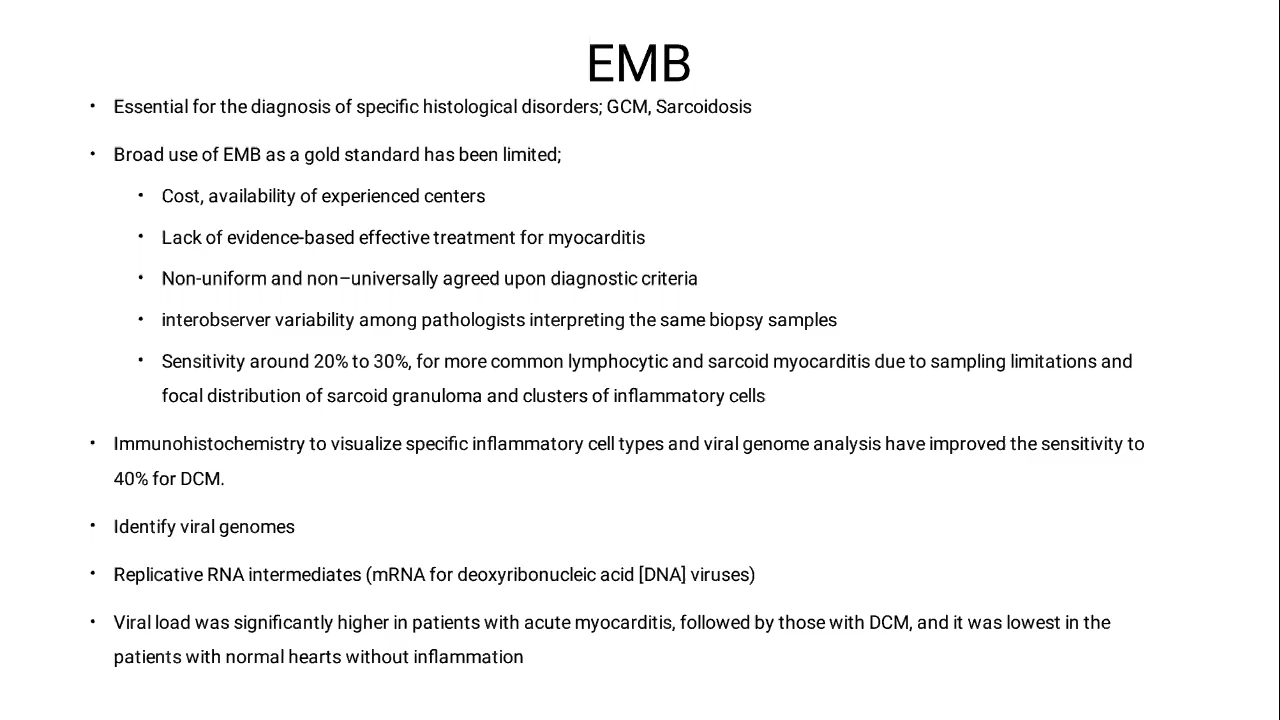 EMB
• Essential for the diagnosis of specific histological disorders; GCM, Sarcoidosis
• Broad use of EMB as a gold standard has been limited;
• Cost, availability of experienced centers
• Lack of evidence-based effective treatment for myocarditis
• Non-uniform and non–universally agreed upon diagnostic criteria
• interobserver variability among pathologists interpreting the same biopsy samples
• Sensitivity around 20% to 30%, for more common lymphocytic and sarcoid myocarditis due to sampling limitations and
focal distribution of sarcoid granuloma and clusters of inflammatory cells
• Immunohistochemistry to visualize specific inflammatory cell types and viral genome analysis have improved the sensitivity to
40% for DCM.
• Identify viral genomes
• Replicative RNA intermediates (mRNA for deoxyribonucleic acid [DNA] viruses)
• Viral load was significantly higher in patients with acute myocarditis, followed by those with DCM, and it was lowest in the
patients with normal hearts without inflammation